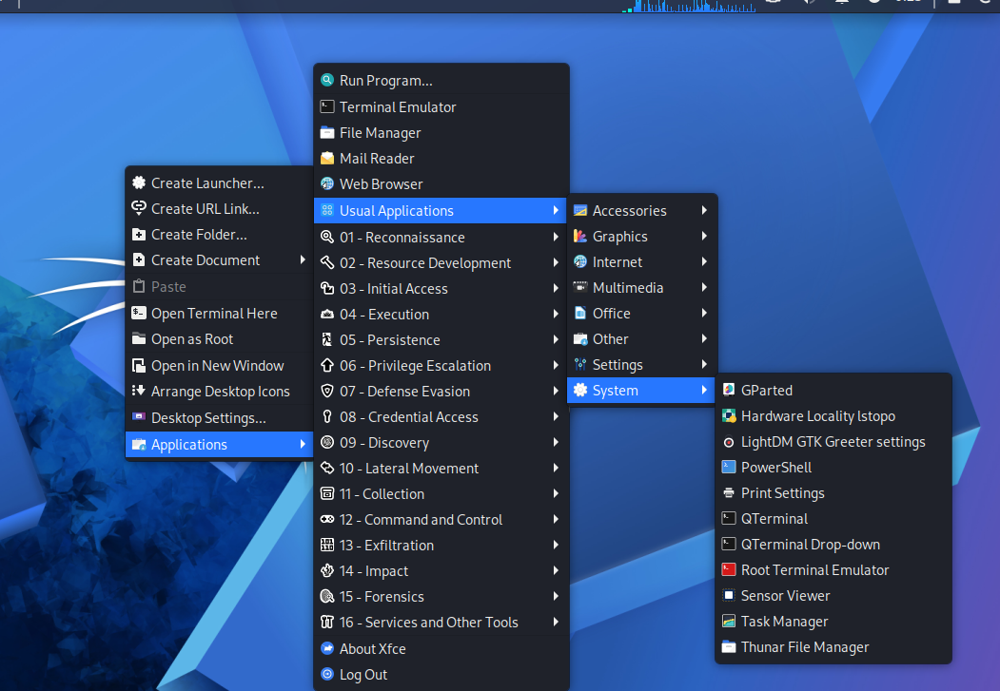 Create Launcher...
Create URL Link...
Create Folder...
Create Document
Paste
Open Terminal Here
Open as Root
Open in New Window
Arrange Desktop Icons
Desktop Settings...
Applications
Run Program...
Terminal Emulator
File Manager
Mail Reader
Web Browser
Usual Applications
01 - Reconnaissance
02 - Resource Development
03 - Initial Access
04 - Execution
05 - Persistence
06 - Privilege Escalation
07 - Defense Evasion
08 - Credential Access
09 - Discovery
10 - Lateral Movement
11 - Collection
12 - Command and Control
13 - Exfiltration
14 - Impact
15 - Forensics
16 - Services and Other Tools
About Xfce
Log Out
Accessories
Graphics
Internet
Multimedia
Office
Other
Settings
System
GParted
Hardware Locality lstopo
LightDM GTK Greeter settings
PowerShell
Print Settings
QTerminal
QTerminal Drop-down
Root Terminal Emulator
Sensor Viewer
Task Manager
Thunar File Manager